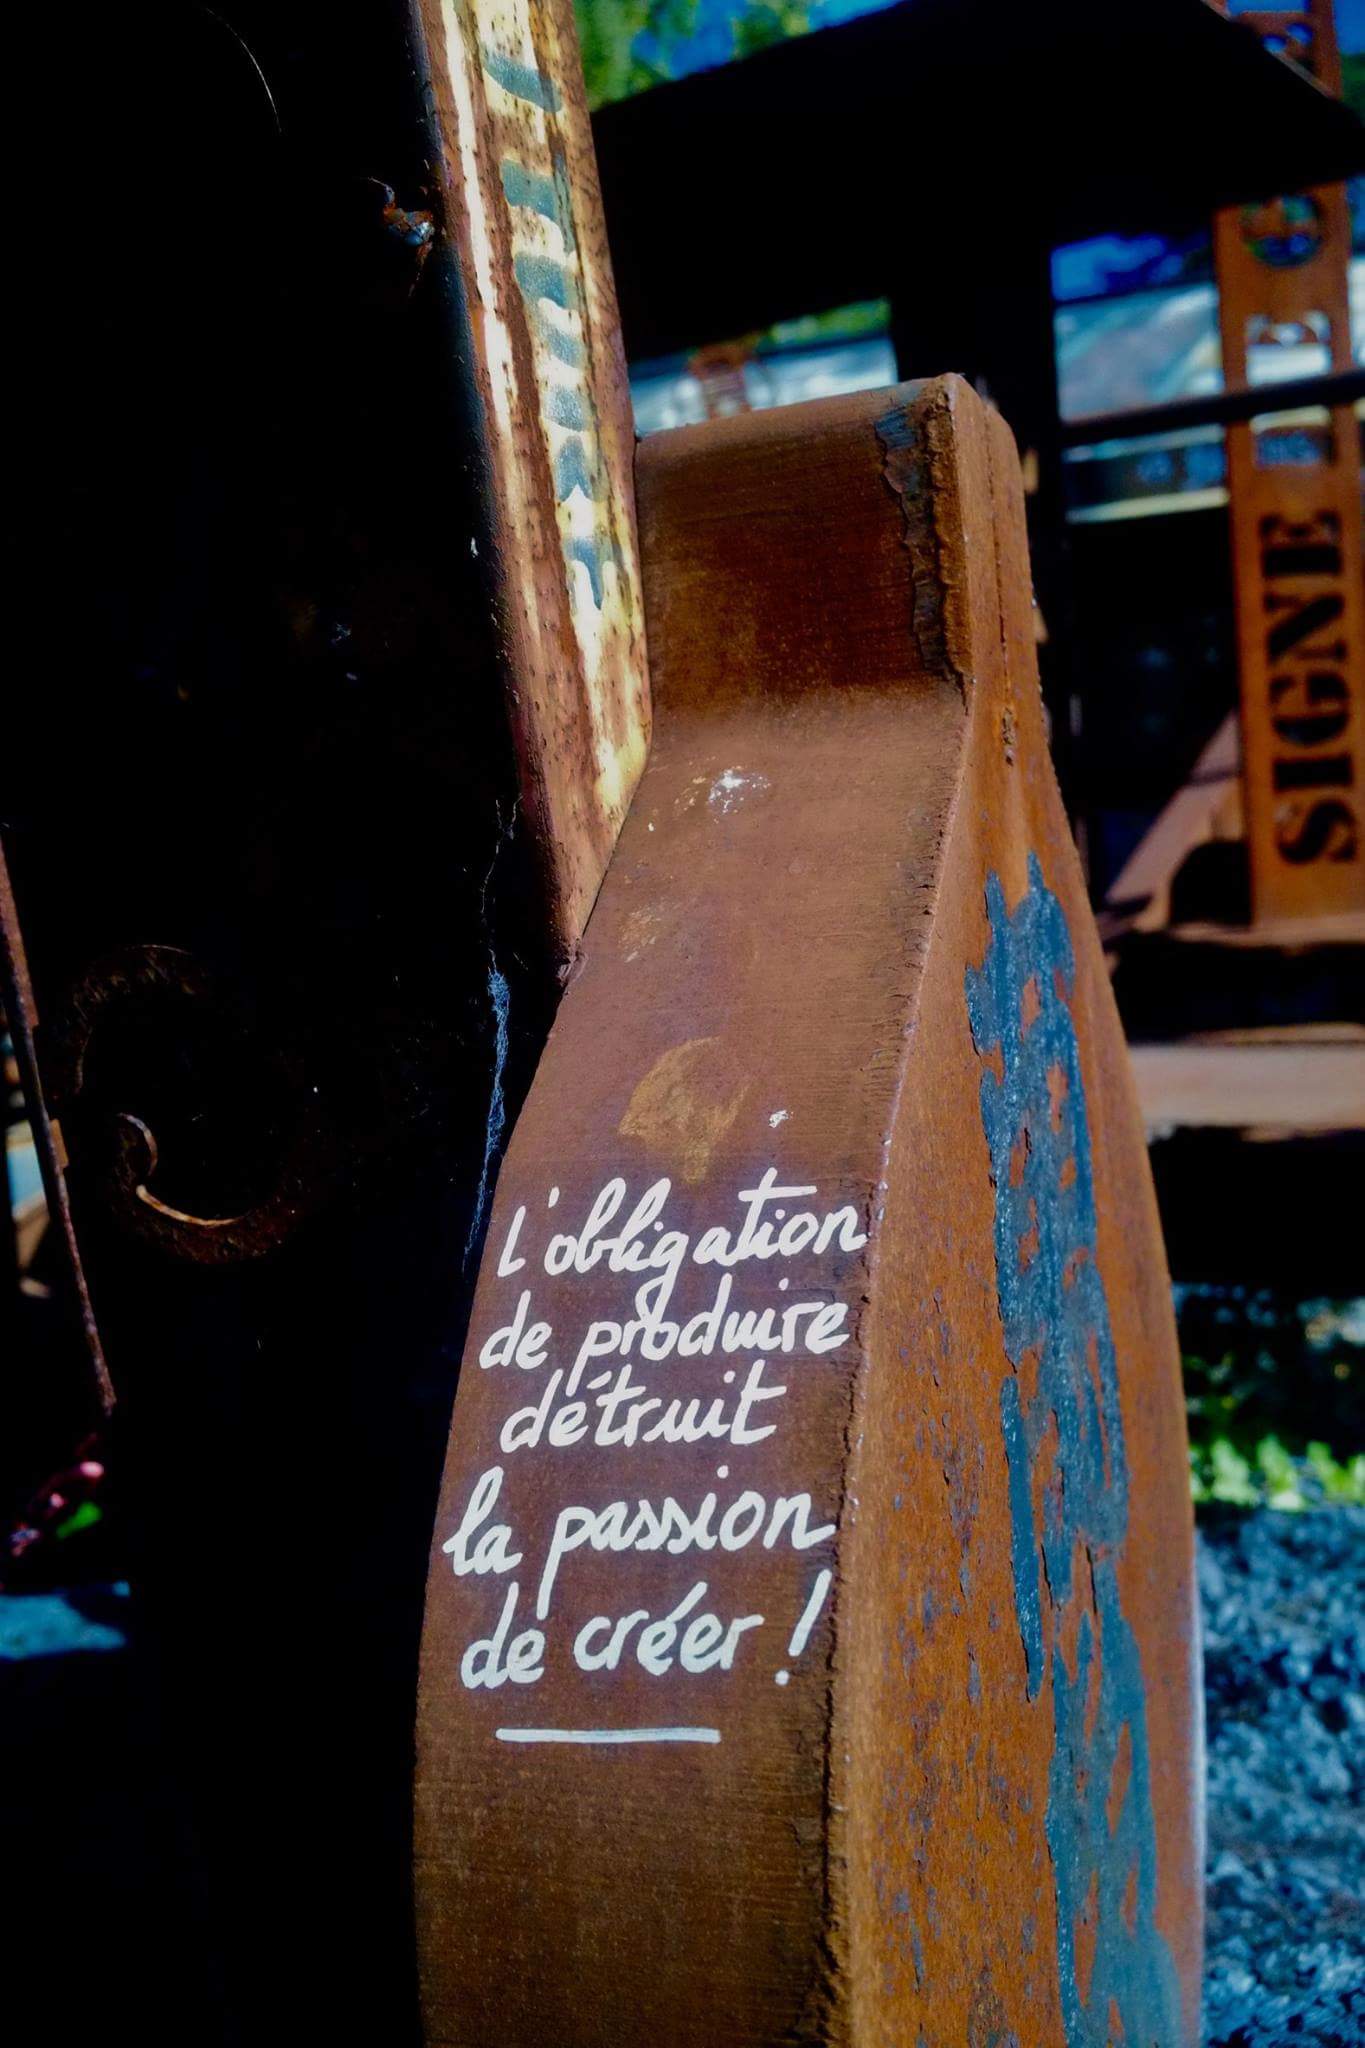 L'obligation
de produire
détruit
la passion
de créer !
SIGNE